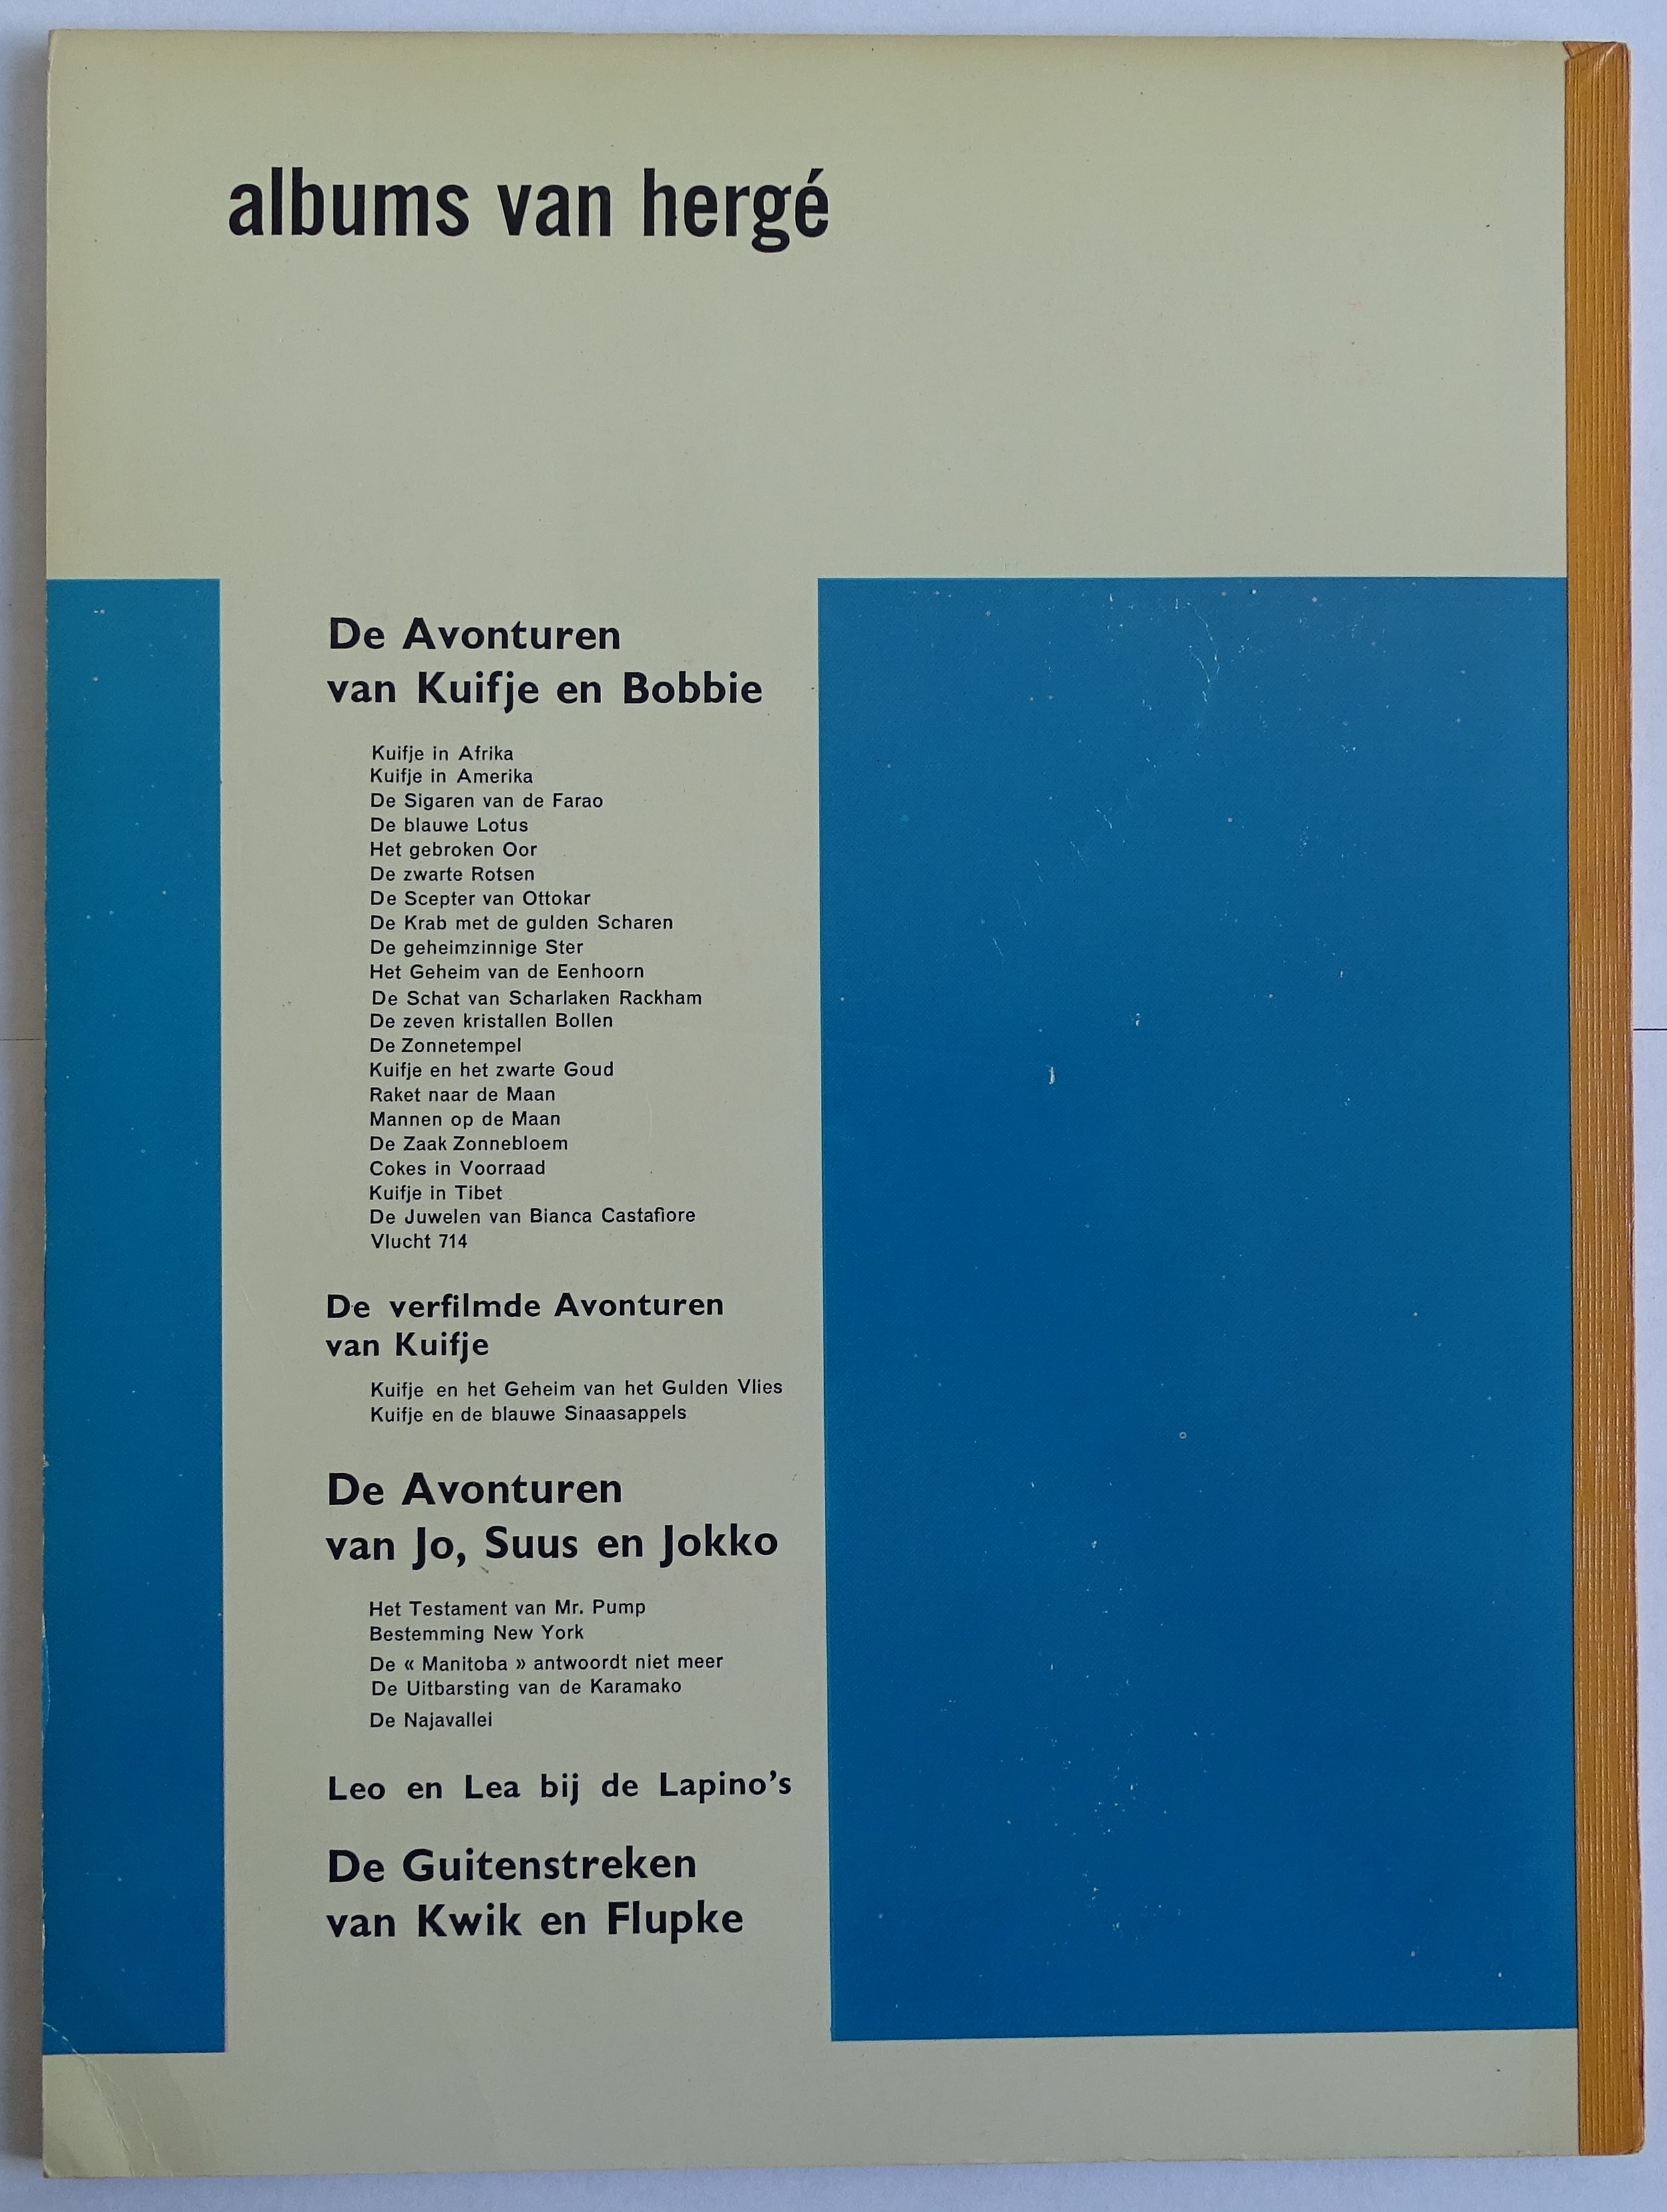 albums van hergé
De Avonturen
van Kuifje en Bobbie
Kuifje in Afrika
Kuifje in Amerika
De Sigaren van de Farao
De blauwe Lotus
Het gebroken Oor
De zwarte Rotsen
De Scepter van Ottokar
De Krab met de gulden Scharen
De geheimzinnige Ster
Het Geheim van de Eenhoorn
De Schat van Scharlaken Rackham
De zeven kristallen Bollen
De Zonnetempel
Kuifje en het zwarte Goud
Raket naar de Maan
Mannen op de Maan
De Zaak Zonnebloem
Cokes in Voorraad
Kuifje in Tibet
De Juwelen van Bianca Castafiore
Vlucht 714
De verfilmde Avonturen
van Kuifje
Kuifje en het Geheim van het Gulden Vlies
Kuifje en de blauwe Sinaasappels
De Avonturen
van Jo, Suus en Jokko
Het Testament van Mr. Pump
Bestemming New York
De « Manitoba » antwoordt niet meer
De Uitbarsting van de Karamako
De Najavallei
Leo en Lea bij de Lapino's
De Guitenstreken
van Kwik en Flupke